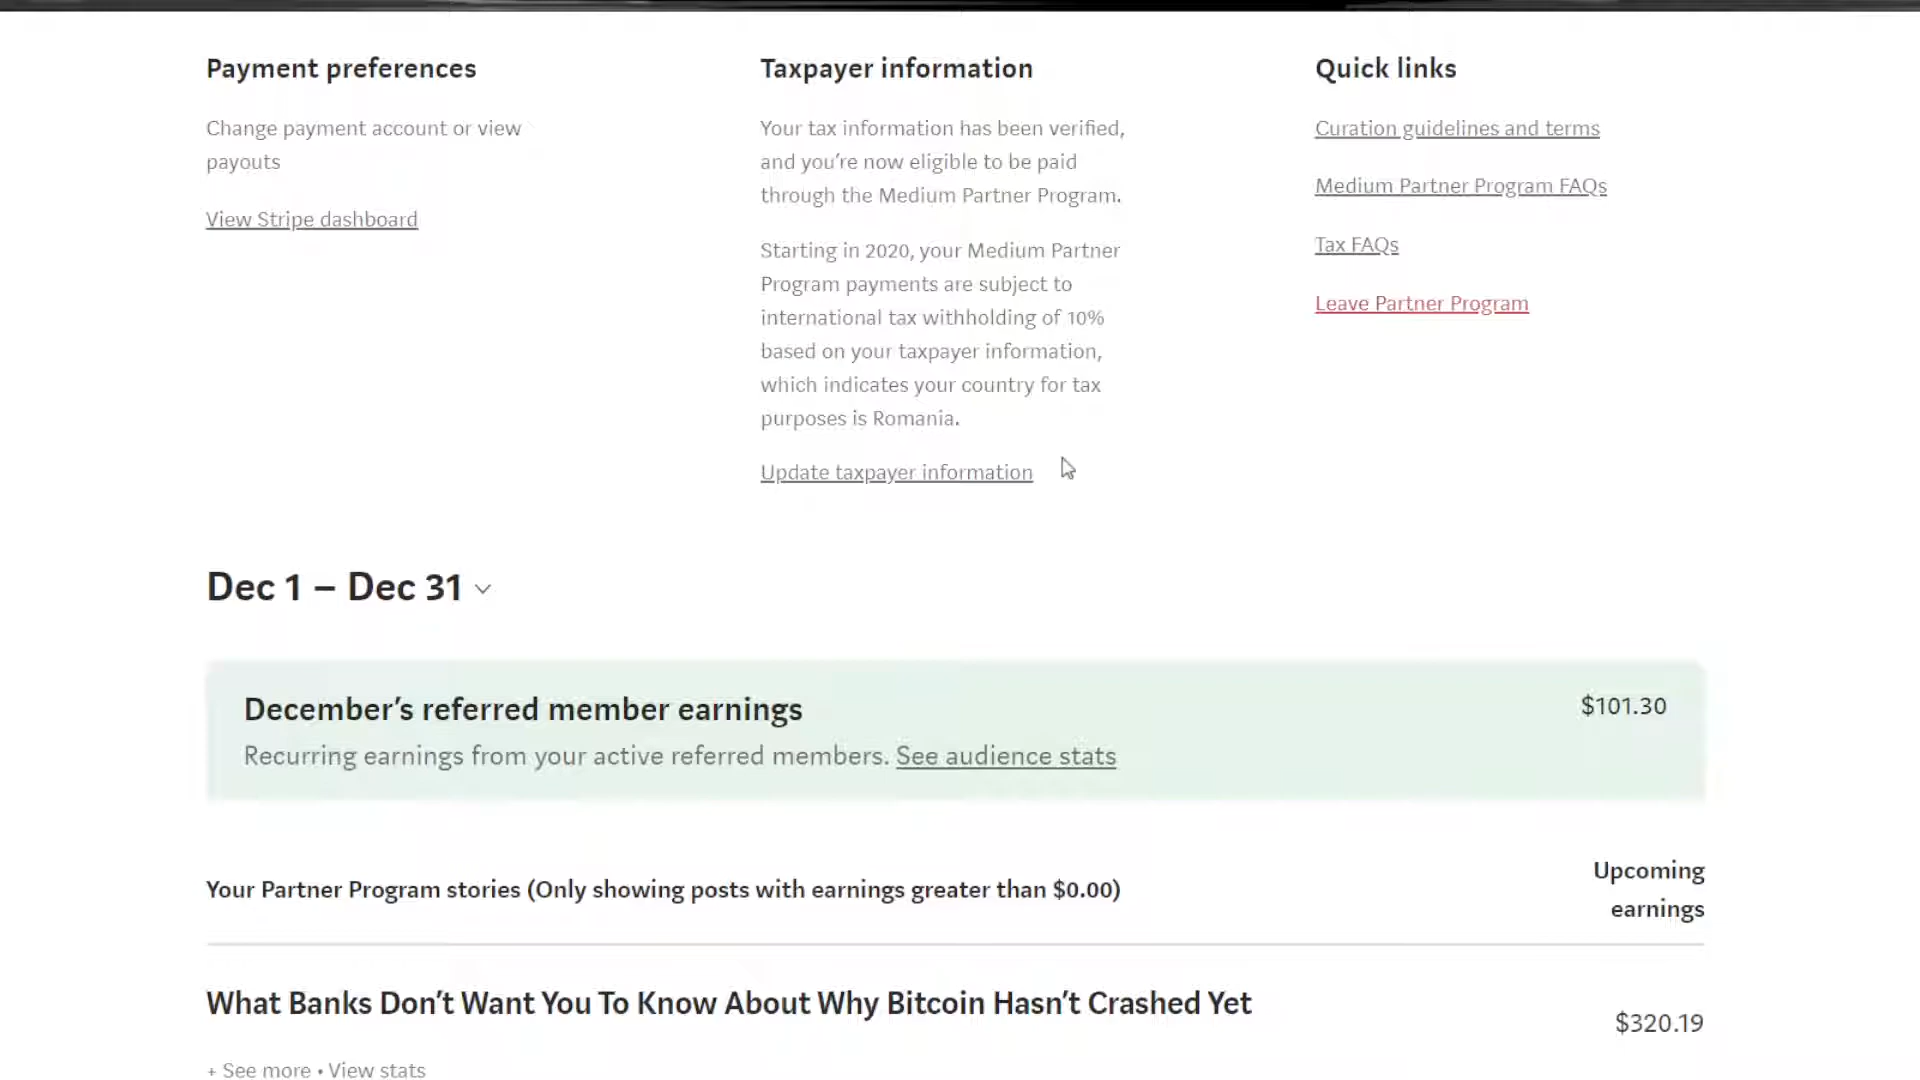 Payment preferences
Change payment account or view
payouts
View Stripe dashboard
Taxpayer information
Your tax information has been verified,
and you're now eligible to be paid
through the Medium Partner Program.
Starting in 2020, your Medium Partner
Program payments are subject to
international tax withholding of 10%
based on your taxpayer information,
which indicates your country for tax
purposes is Romania.
Update taxpayer information
Quick links
Curation guidelines and terms
Medium Partner Program FAQs
Tax FAQs
Leave Partner Program
Dec 1 – Dec 31
December's referred member earnings
$101.30
Recurring earnings from your active referred members. See audience stats
Your Partner Program stories (Only showing posts with earnings greater than $0.00)
Upcoming
earnings
What Banks Don't Want You To Know About Why Bitcoin Hasn't Crashed Yet
$320.19
+ See more • View stats